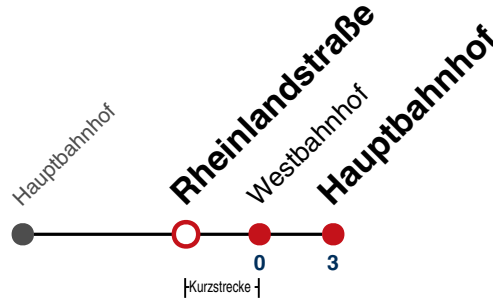 Hauptbahnhof
Rheinlandstraße
Westbahnhof
Hauptbahnhof
0
3
Kurzstrecke